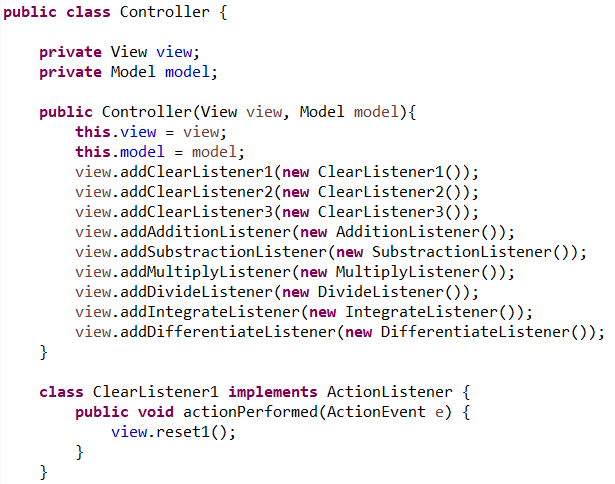 public class Controller {
private View view;
private Model model;
public Controller(View view, Model model){
this.view = view;
this.model = model;
view.addClearListener1(new ClearListener1());
view.addClearListener2(new ClearListener2());
view.addClearListener3(new ClearListener3());
view.addAdditionListener(new AdditionListener());
view.addSubstractionListener(new SubstractionListener());
view.addMultiplyListener(new MultiplyListener());
view.addDivideListener(new DivideListener());
view.addIntegrateListener(new IntegrateListener());
view.addDifferentiateListener(new DifferentiateListener());
}
class ClearListener1 implements ActionListener {
public void actionPerformed(ActionEvent e) {
view.reset1();
}
}